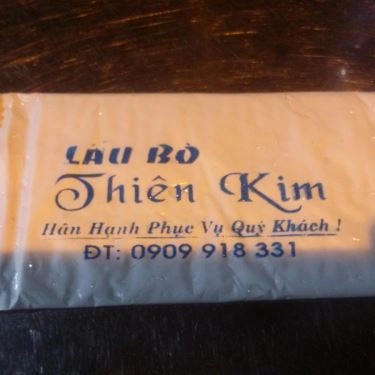 LẨU BÒ
Thiên Kim
Hân Hạnh Phục Vụ Quý Khách !
ĐT: 0909 918 331